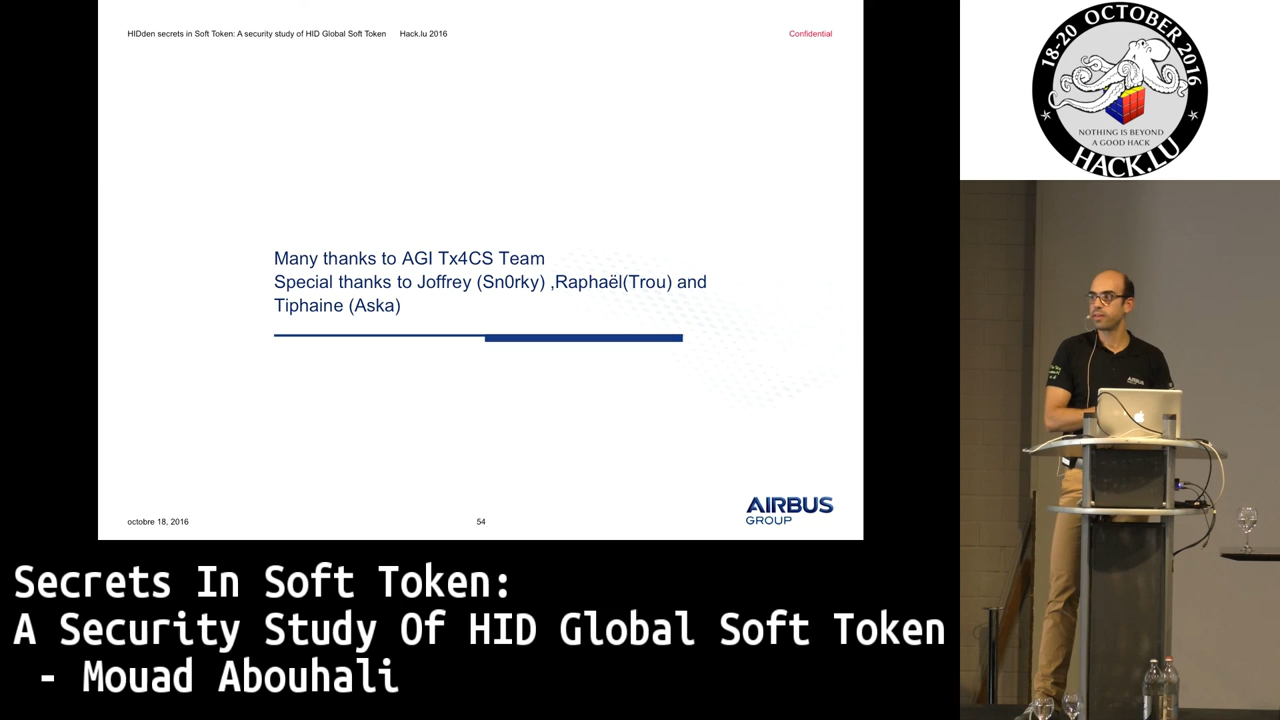 HIDden secrets in Soft Token: A security study of HID Global Soft Token Hack.lu 2016 Confidential
18-20 OCTOBER 2016
NOTHING IS BEYOND
A GOOD HACK
HACK.LU
Many thanks to AGI Tx4CS Team
Special thanks to Joffrey (Sn0rky) ,Raphaël(Trou) and
Tiphaine (Aska)
AIRBUS
octobre 18, 2016 54 AIRBUS
GROUP
Secrets In Soft Token:
A Security Study Of HID Global Soft Token
- Mouad Abouhali